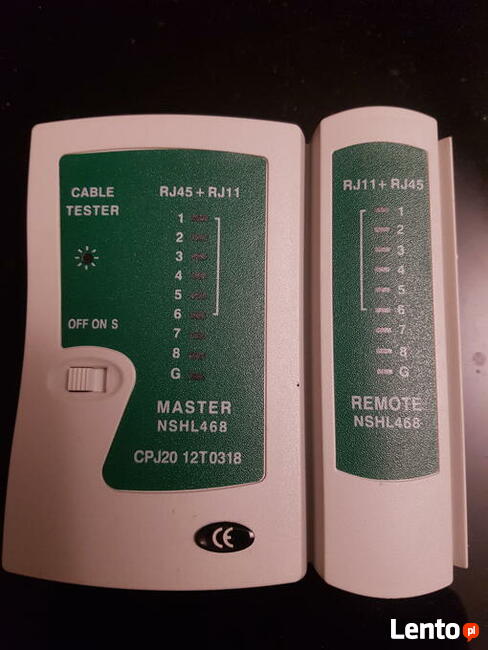 CABLE
TESTER
OFF ON S
RJ45 + RJ11
1
2
3
4
5
6
7
8
G
MASTER
NSHL468
CPJ20 12T0318
CE
RJ11 + RJ45
1
2
3
4
5
6
7
8
G
REMOTE
NSHL468
Lento pl